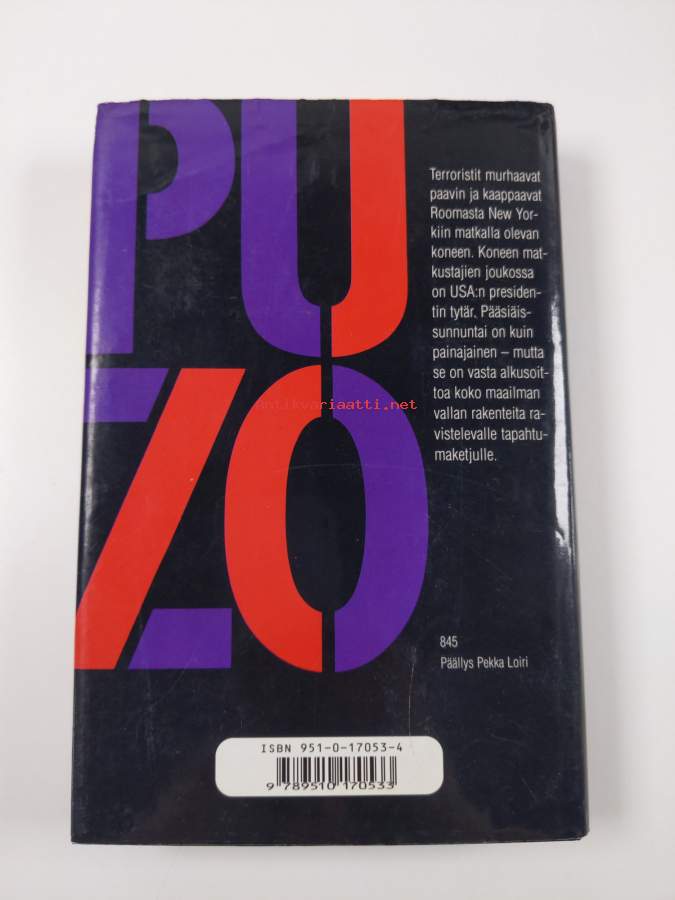 PU
ZO
Terroristit murhaavat
paavin ja kaappaavat
Roomasta New Yor-
kiin matkalla olevan
koneen. Koneen mat-
kustajien joukossa
on USA:n presiden-
tin tytär. Pääsiäis-
sunnuntai on kuin
painajainen – mutta
se on vasta alkusoit-
toa koko maailman
vallan rakenteita ra-
vistelevalle tapahtu-
maketjulle.
Antikvariaatti.net
845
Päällys Pekka Loiri
ISBN 951-0-17053-4
9 789510 170533